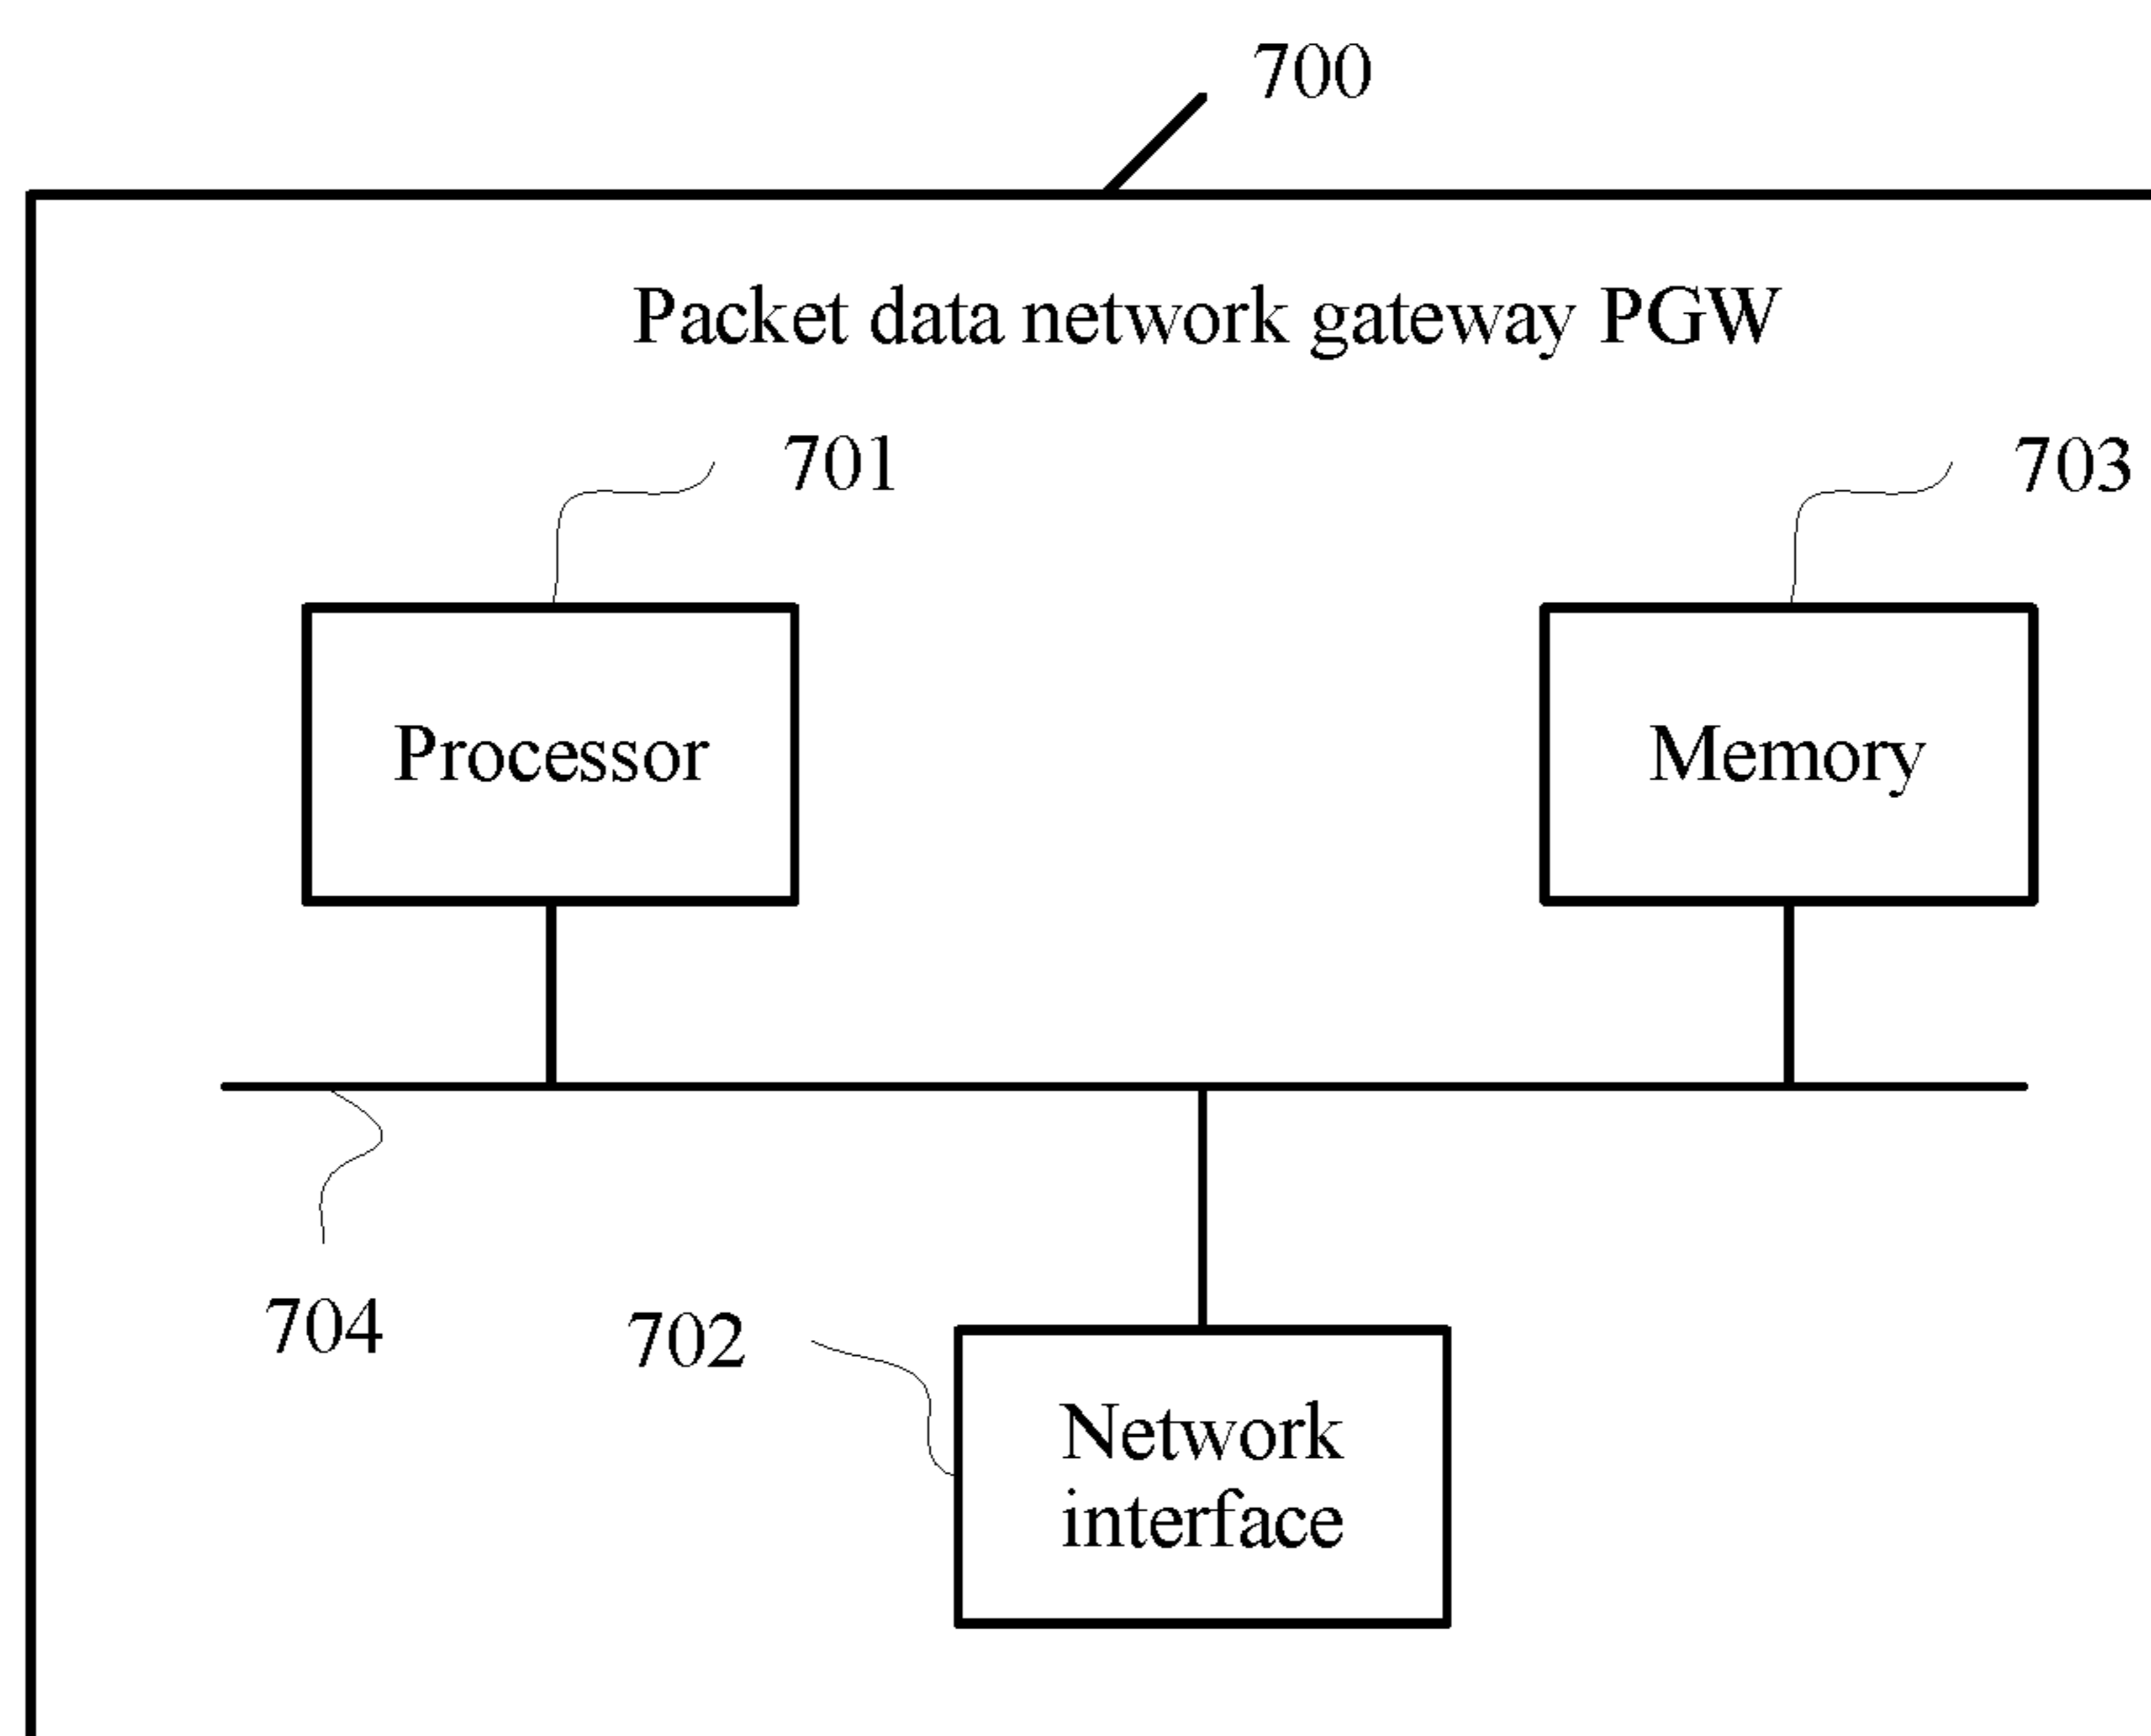 700
Packet data network gateway PGW
701
703
Processor
Memory
704
702
Network
interface